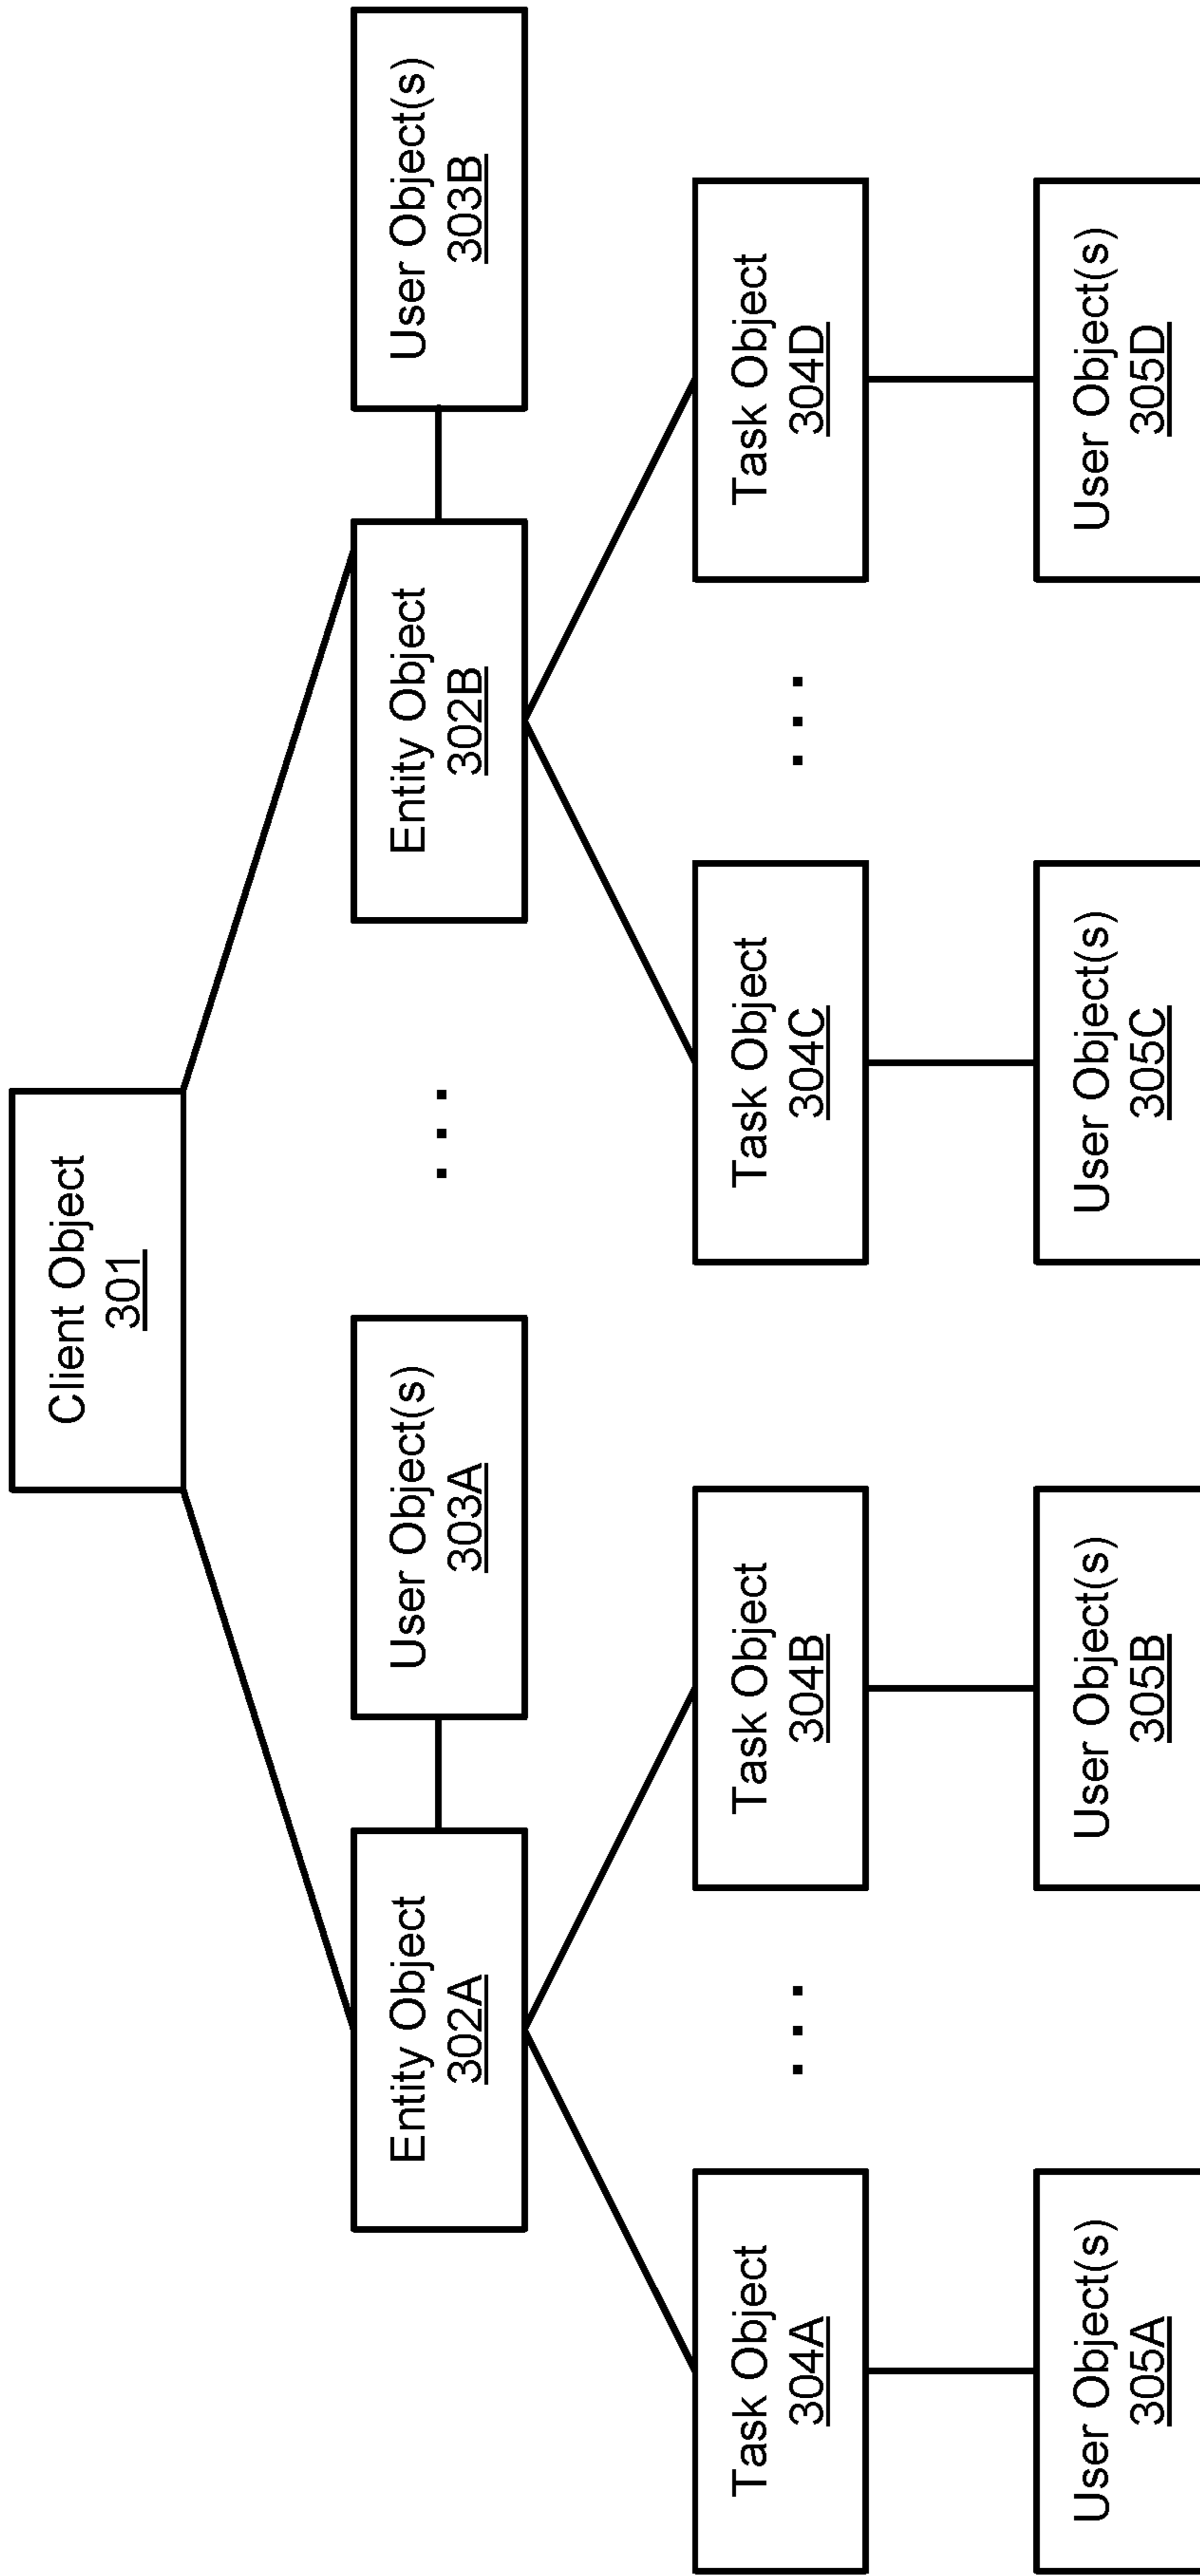 Client Object
301
Entity Object
302A
User Object(s)
303A
. . .
Entity Object
302B
User Object(s)
303B
Task Object
304A
. . .
Task Object
304B
Task Object
304C
. . .
Task Object
304D
User Object(s)
305A
User Object(s)
305B
User Object(s)
305C
User Object(s)
305D